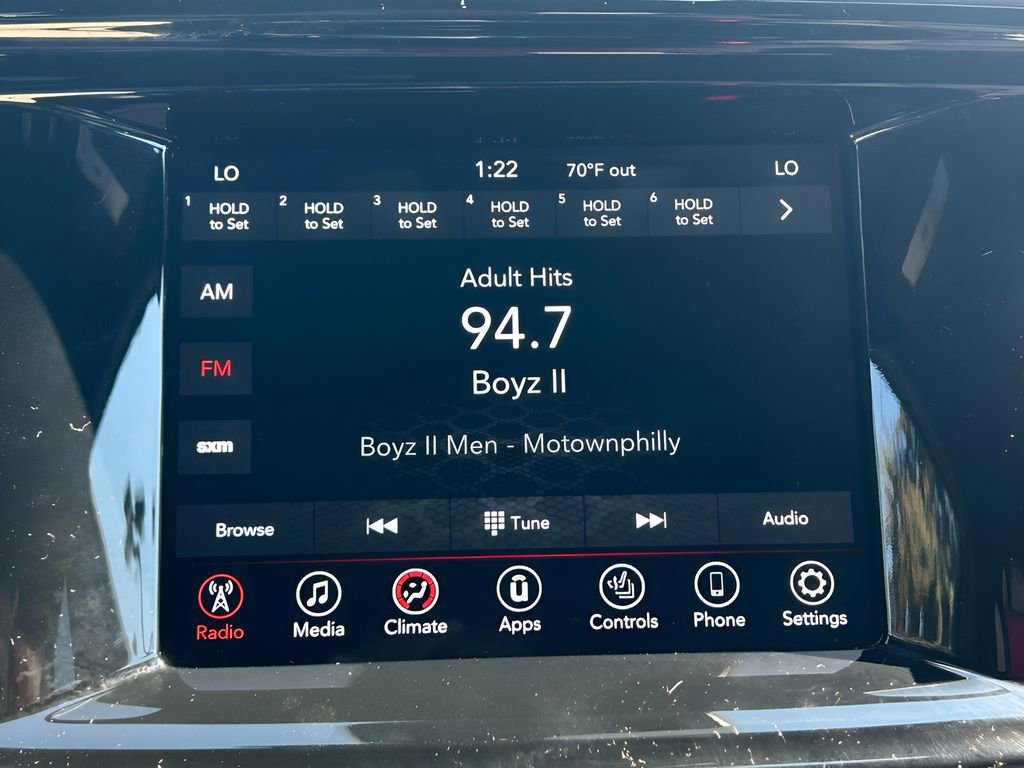 LO 1:22 70°F out LO
1 HOLD to Set 2 HOLD to Set 3 HOLD to Set 4 HOLD to Set 5 HOLD to Set 6 HOLD to Set
Adult Hits
AM
94.7
FM
Boyz II
Boyz II Men - Motownphilly
sxm
Browse Tune Audio
Radio Media Climate Apps Controls Phone Settings